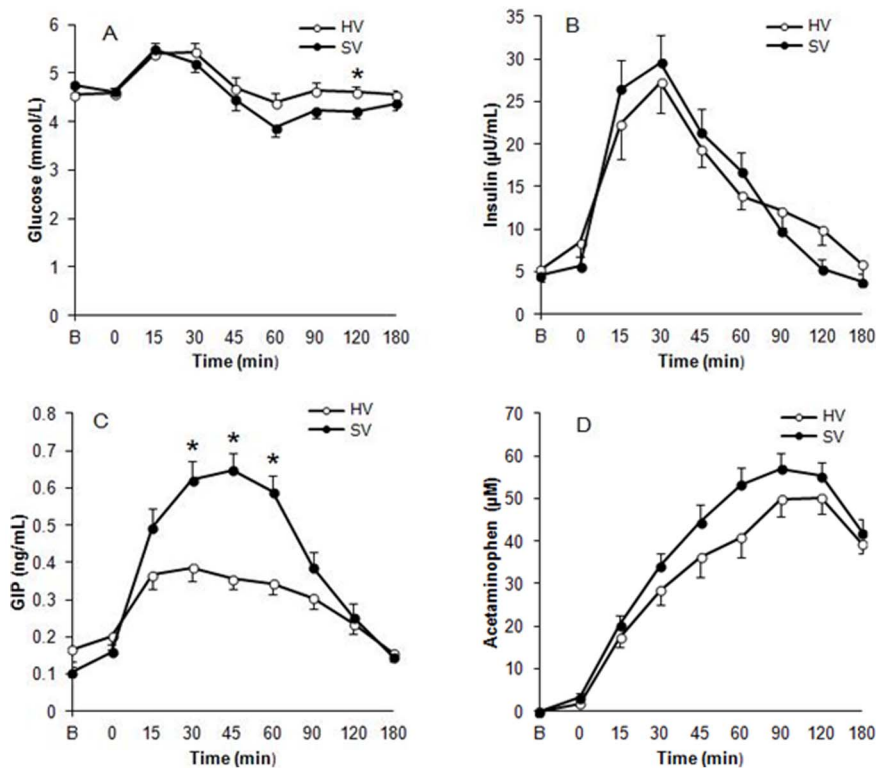 A
HV
SV
*
6
5
4
3
2
1
0
Glucose (mmol/L)
B 0 15 30 45 60 90 120 180
Time (min)
B
HV
SV
35
30
25
20
15
10
5
0
Insulin (µU/mL)
B 0 15 30 45 60 90 120 180
Time (min)
C
HV
SV
* * *
0.8
0.7
0.6
0.5
0.4
0.3
0.2
0.1
0
GIP (ng/mL)
B 0 15 30 45 60 90 120 180
Time (min)
D
HV
SV
70
60
50
40
30
20
10
0
Acetaminophen (µM)
B 0 15 30 45 60 90 120 180
Time (min)